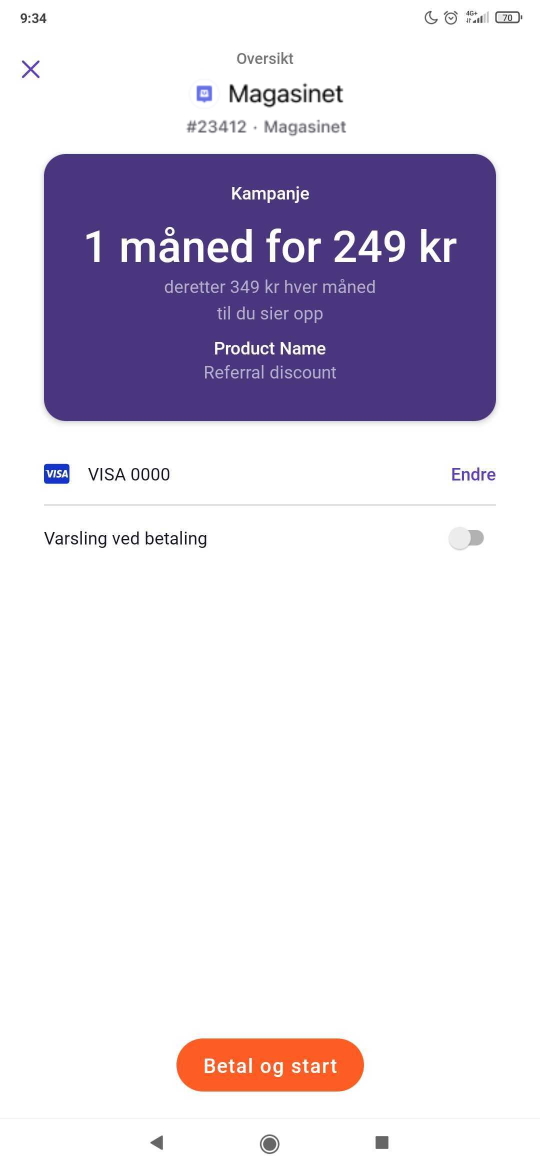 9:34
4G+
70
Oversikt
Magasinet
#23412 · Magasinet
Kampanje
1 måned for 249 kr
deretter 349 kr hver måned
til du sier opp
Product Name
Referral discount
VISA VISA 0000 Endre
Varsling ved betaling
Betal og start